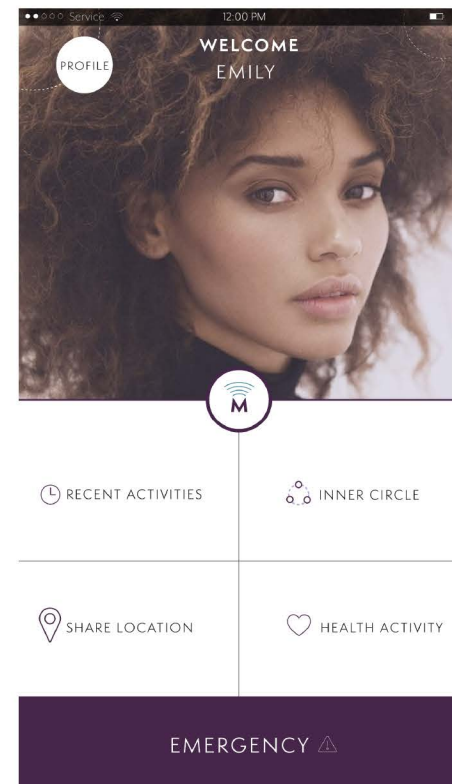 Service 12:00 PM
PROFILE
WELCOME
EMILY
M
RECENT ACTIVITIES
INNER CIRCLE
SHARE LOCATION
HEALTH ACTIVITY
EMERGENCY